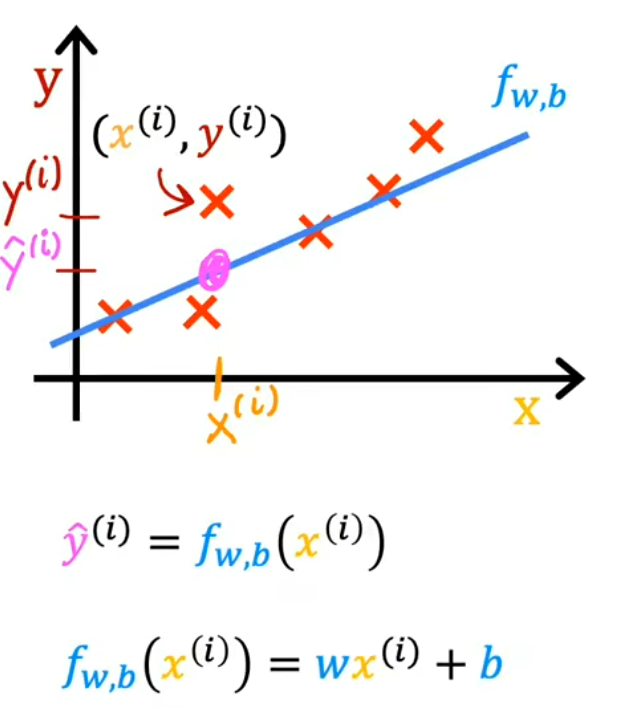 y
f_{w,b}
(x^{(i)}, y^{(i)})
y^{(i)}
ŷ^{(i)}
x^{(i)}
x
ŷ^{(i)} = f_{w,b}(x^{(i)})
f_{w,b}(x^{(i)}) = wx^{(i)} + b